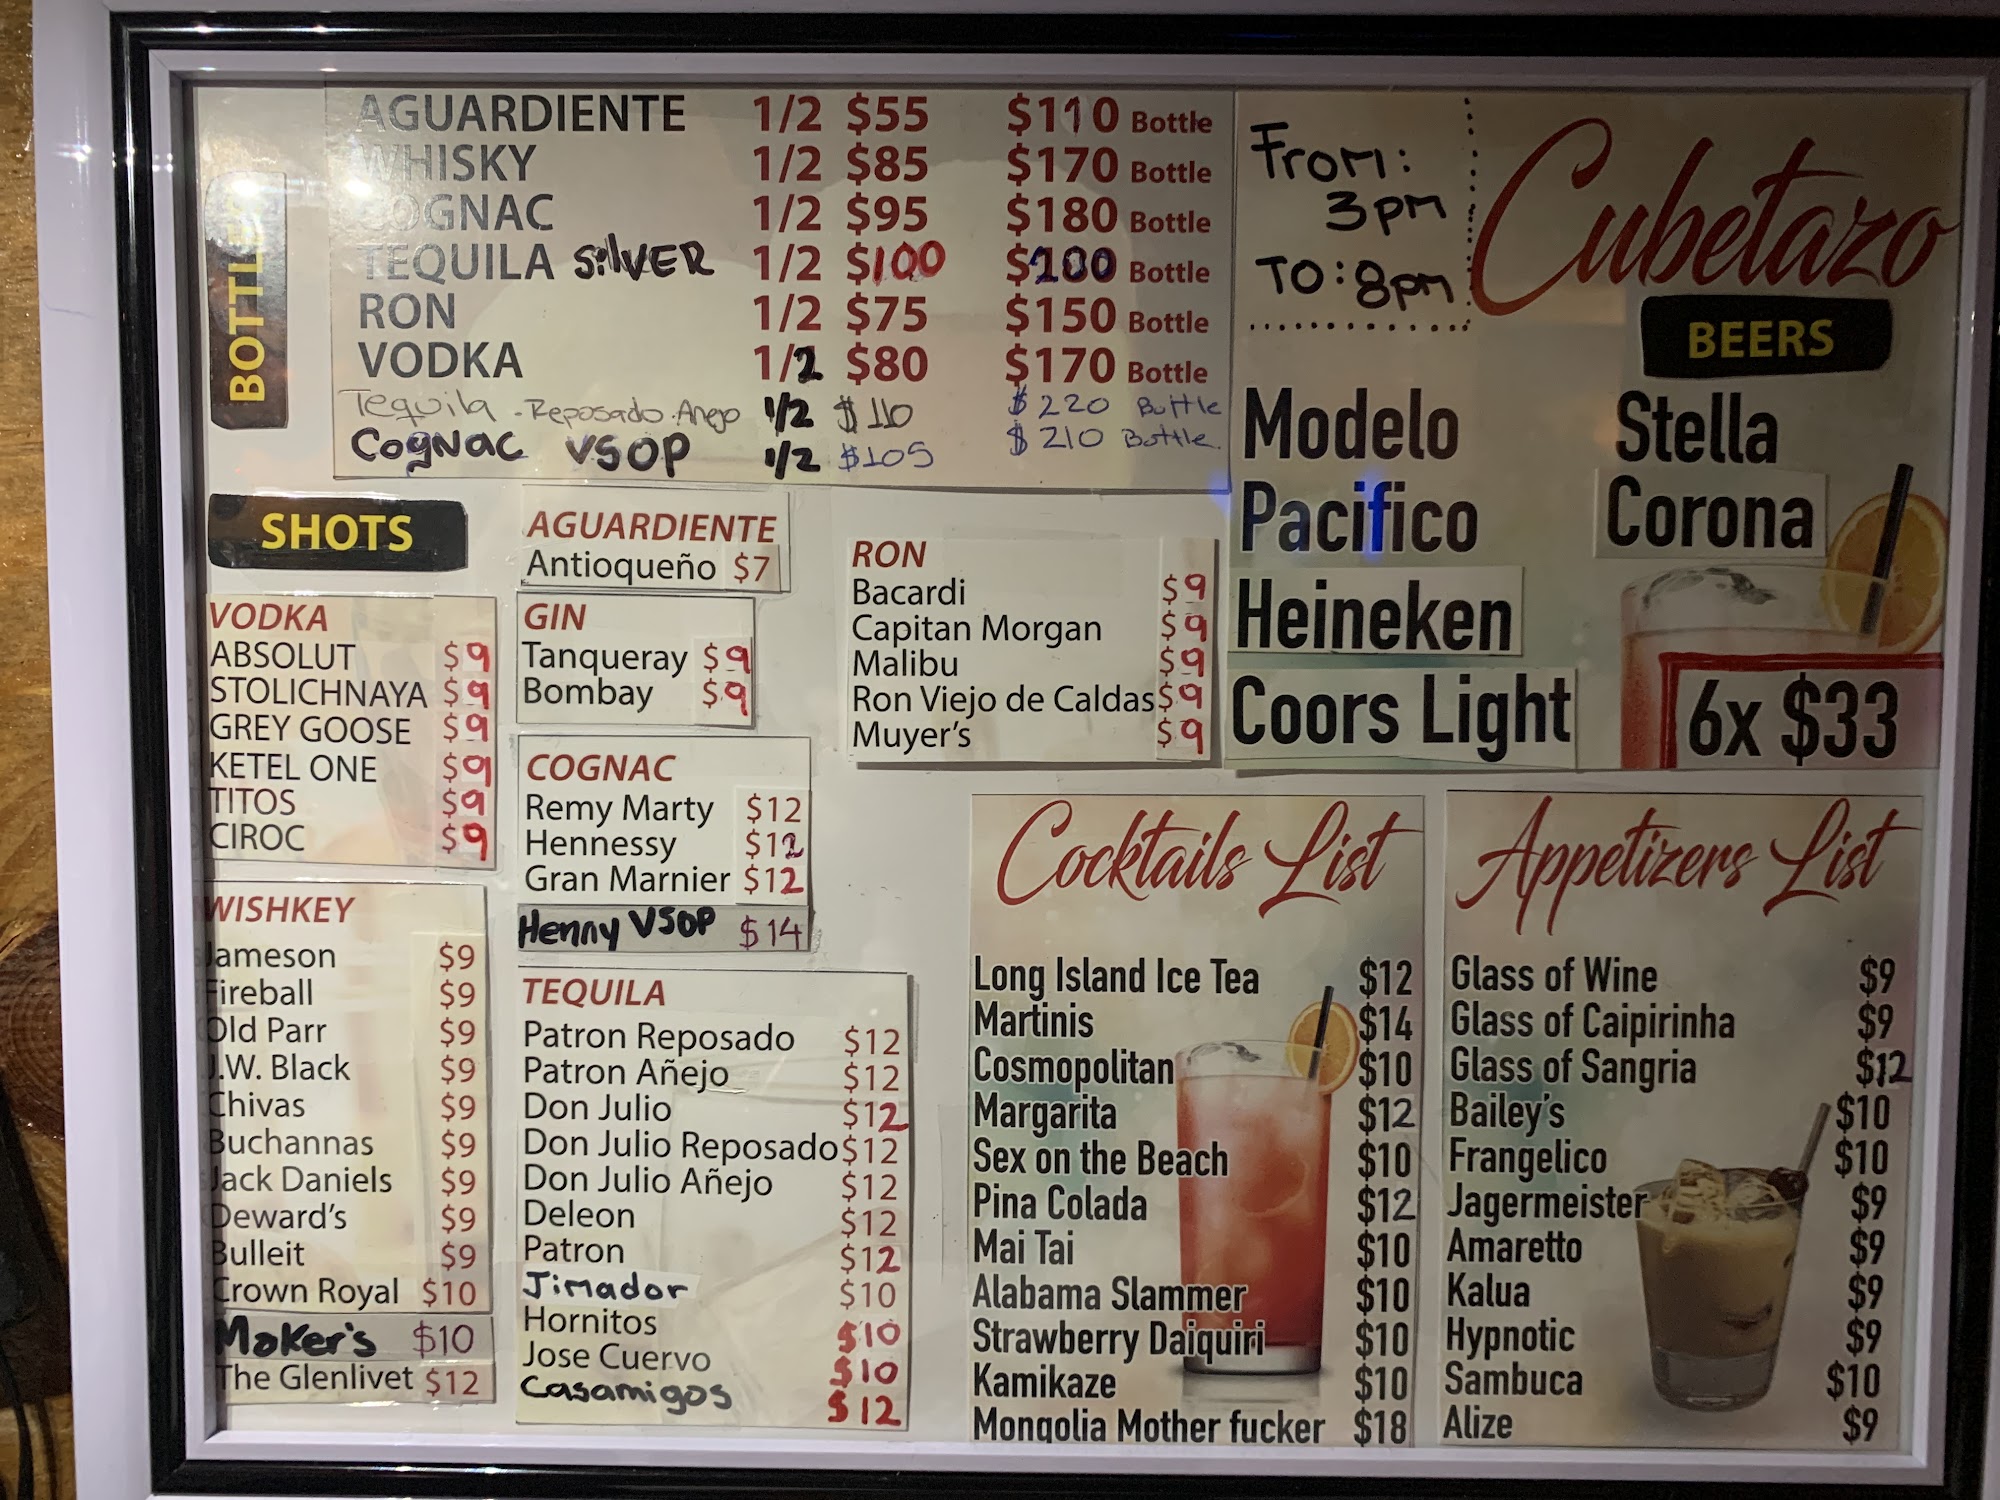 BOTTLE
AGUARDIENTE 1/2 $55 $110 Bottle
WHISKY 1/2 $85 $170 Bottle
COGNAC 1/2 $95 $180 Bottle
TEQUILA SilVER 1/2 $100 $200 Bottle
RON 1/2 $75 $150 Bottle
VODKA 1/2 $80 $170 Bottle
Tequila - Reposado. Anejo 1/2 $110 $220 Bottle
CogNac VSOP 1/2 $105 $210 Bottle
From:
3pm
TO: 8pm
Cubetazo
BEERS
Modelo Stella
Pacifico Corona
Heineken
Coors Light
6x $33
SHOTS
VODKA
ABSOLUT $9
STOLICHNAYA $9
GREY GOOSE $9
KETEL ONE $9
TITOS $9
CIROC $9
WISHKEY
Jameson $9
Fireball $9
Old Parr $9
J.W. Black $9
Chivas $9
Buchannas $9
Jack Daniels $9
Deward's $9
Bulleit $9
Crown Royal $10
Maker's $10
The Glenlivet $12
AGUARDIENTE
Antioqueño $7
GIN
Tanqueray $9
Bombay $9
COGNAC
Remy Marty $12
Hennessy $12
Gran Marnier $12
Henny VSOP $14
TEQUILA
Patron Reposado $12
Patron Añejo $12
Don Julio $12
Don Julio Reposado $12
Don Julio Añejo $12
Deleon $12
Patron $12
Jimador $10
Hornitos $10
Jose Cuervo $10
Casamigos $12
RON
Bacardi $9
Capitan Morgan $9
Malibu $9
Ron Viejo de Caldas $9
Muyer's $9
Cocktails List
Long Island Ice Tea $12
Martinis $14
Cosmopolitan $10
Margarita $12
Sex on the Beach $10
Pina Colada $12
Mai Tai $10
Alabama Slammer $10
Strawberry Daiquiri $10
Kamikaze $10
Mongolia Mother fucker $18
Appetizers List
Glass of Wine $9
Glass of Caipirinha $9
Glass of Sangria $12
Bailey's $10
Frangelico $10
Jagermeister $9
Amaretto $9
Kalua $9
Hypnotic $9
Sambuca $10
Alize $9